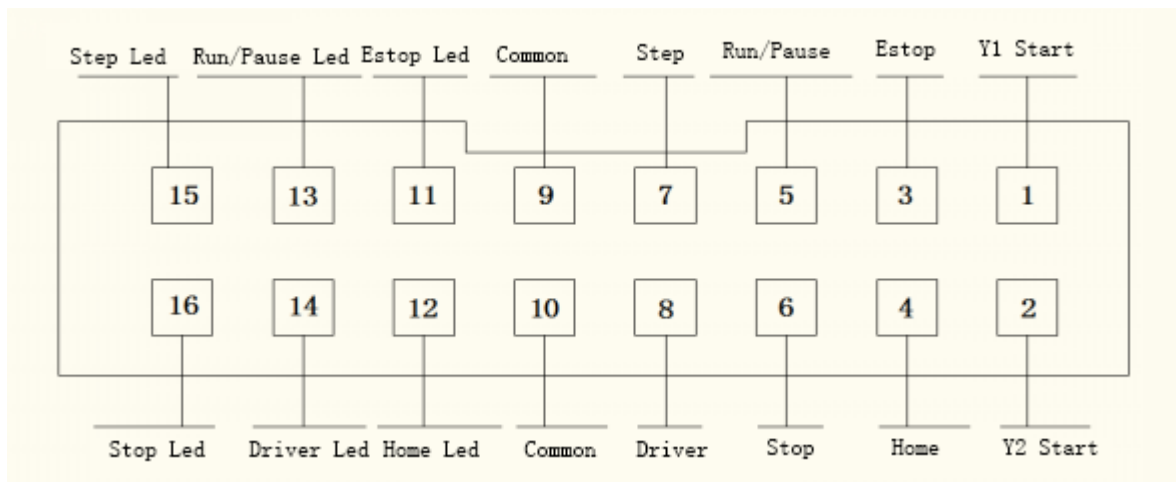 Step Led Run/Pause Led Estop Led Common Step Run/Pause Estop Y1 Start
15 13 11 9 7 5 3 1
16 14 12 10 8 6 4 2
Stop Led Driver Led Home Led Common Driver Stop Home Y2 Start